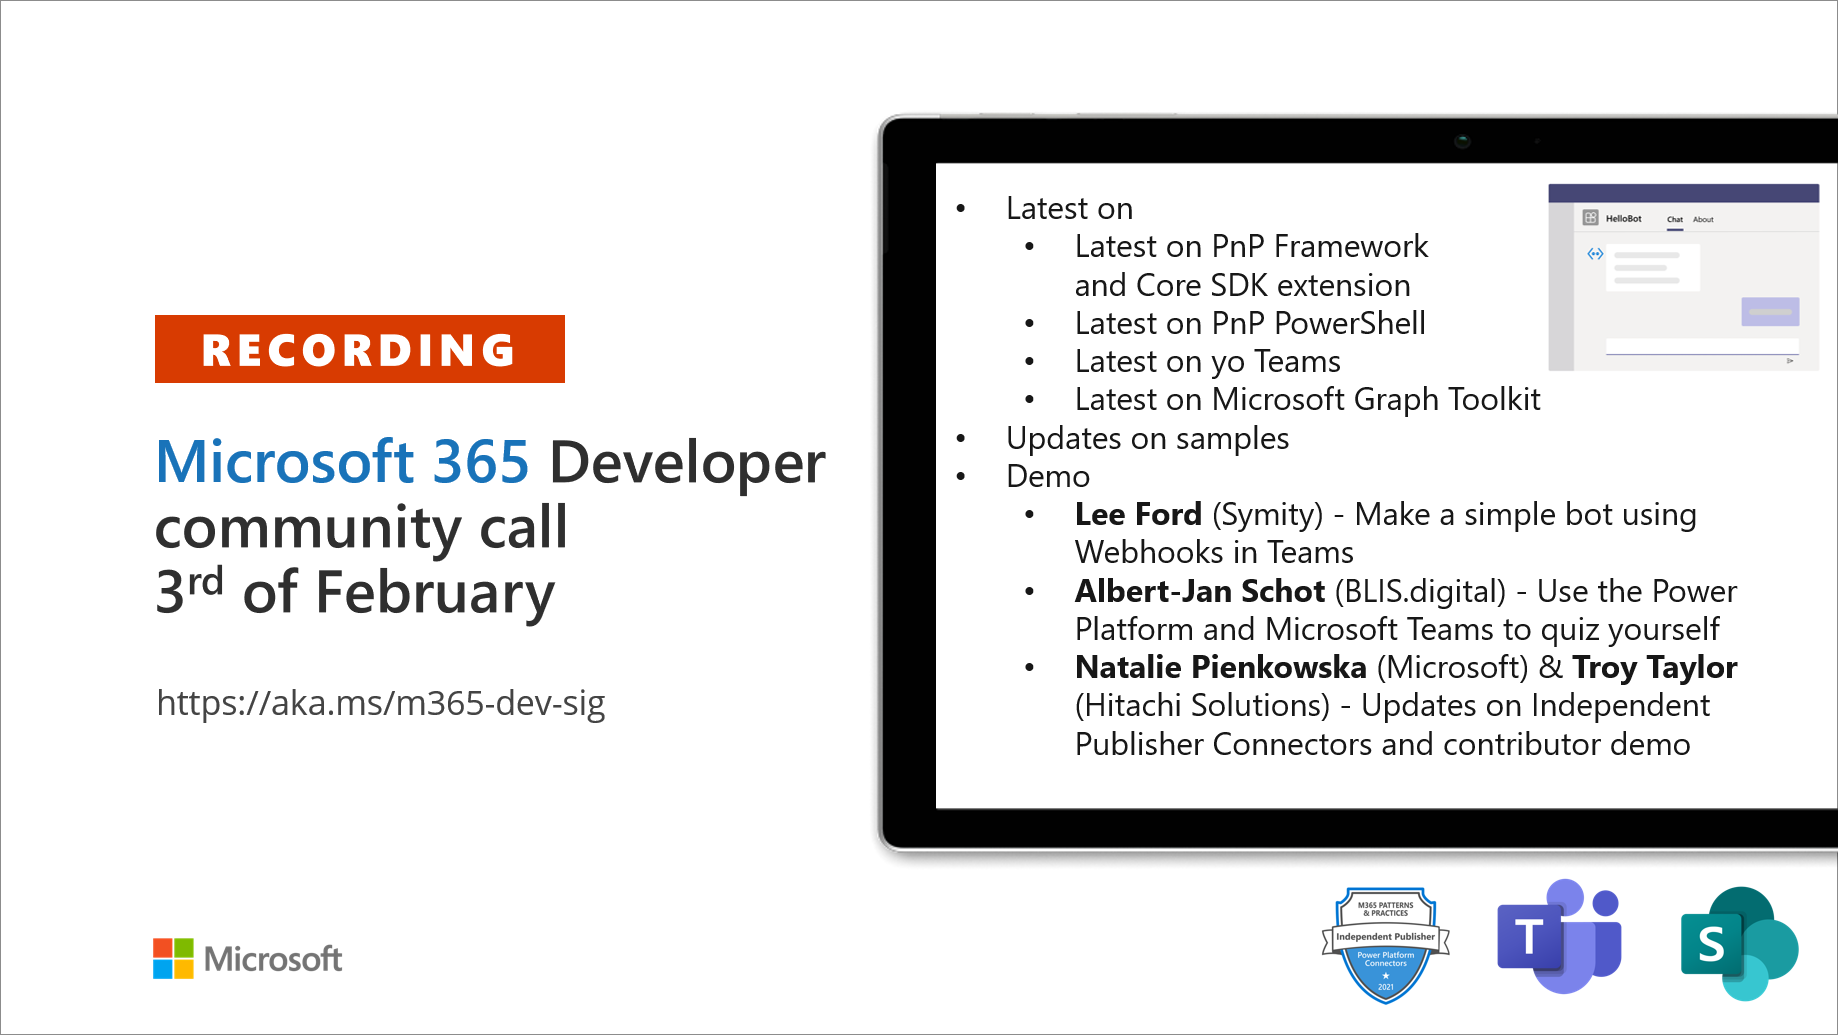 RECORDING
Microsoft 365 Developer
community call
3rd of February
https://aka.ms/m365-dev-sig
Microsoft
• Latest on
• Latest on PnP Framework
and Core SDK extension
• Latest on PnP PowerShell
• Latest on yo Teams
• Latest on Microsoft Graph Toolkit
• Updates on samples
• Demo
• Lee Ford (Symity) - Make a simple bot using
Webhooks in Teams
• Albert-Jan Schot (BLIS.digital) - Use the Power
Platform and Microsoft Teams to quiz yourself
• Natalie Pienkowska (Microsoft) & Troy Taylor
(Hitachi Solutions) - Updates on Independent
Publisher Connectors and contributor demo
HelloBot Chat About
M365 PATTERNS
& PRACTICES
Independent Publisher
Power Platform
Connectors
2021
T
S